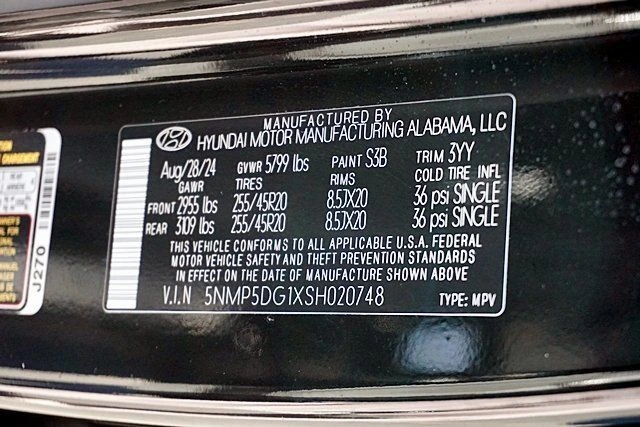 MANUFACTURED BY
HYUNDAI MOTOR MANUFACTURING ALABAMA, LLC
Aug/28/24 GVWR 5799 lbs PAINT S3B TRIM 3YY
GAWR TIRES RIMS COLD TIRE INFL
FRONT 2955 lbs 255/45R20 8.5JX20 36 psi SINGLE
REAR 3109 lbs 255/45R20 8.5JX20 36 psi SINGLE
THIS VEHICLE CONFORMS TO ALL APPLICABLE U.S.A. FEDERAL
MOTOR VEHICLE SAFETY AND THEFT PREVENTION STANDARDS
IN EFFECT ON THE DATE OF MANUFACTURE SHOWN ABOVE
V.I.N 5NMP5DG1XSH020748 TYPE: MPV
J270